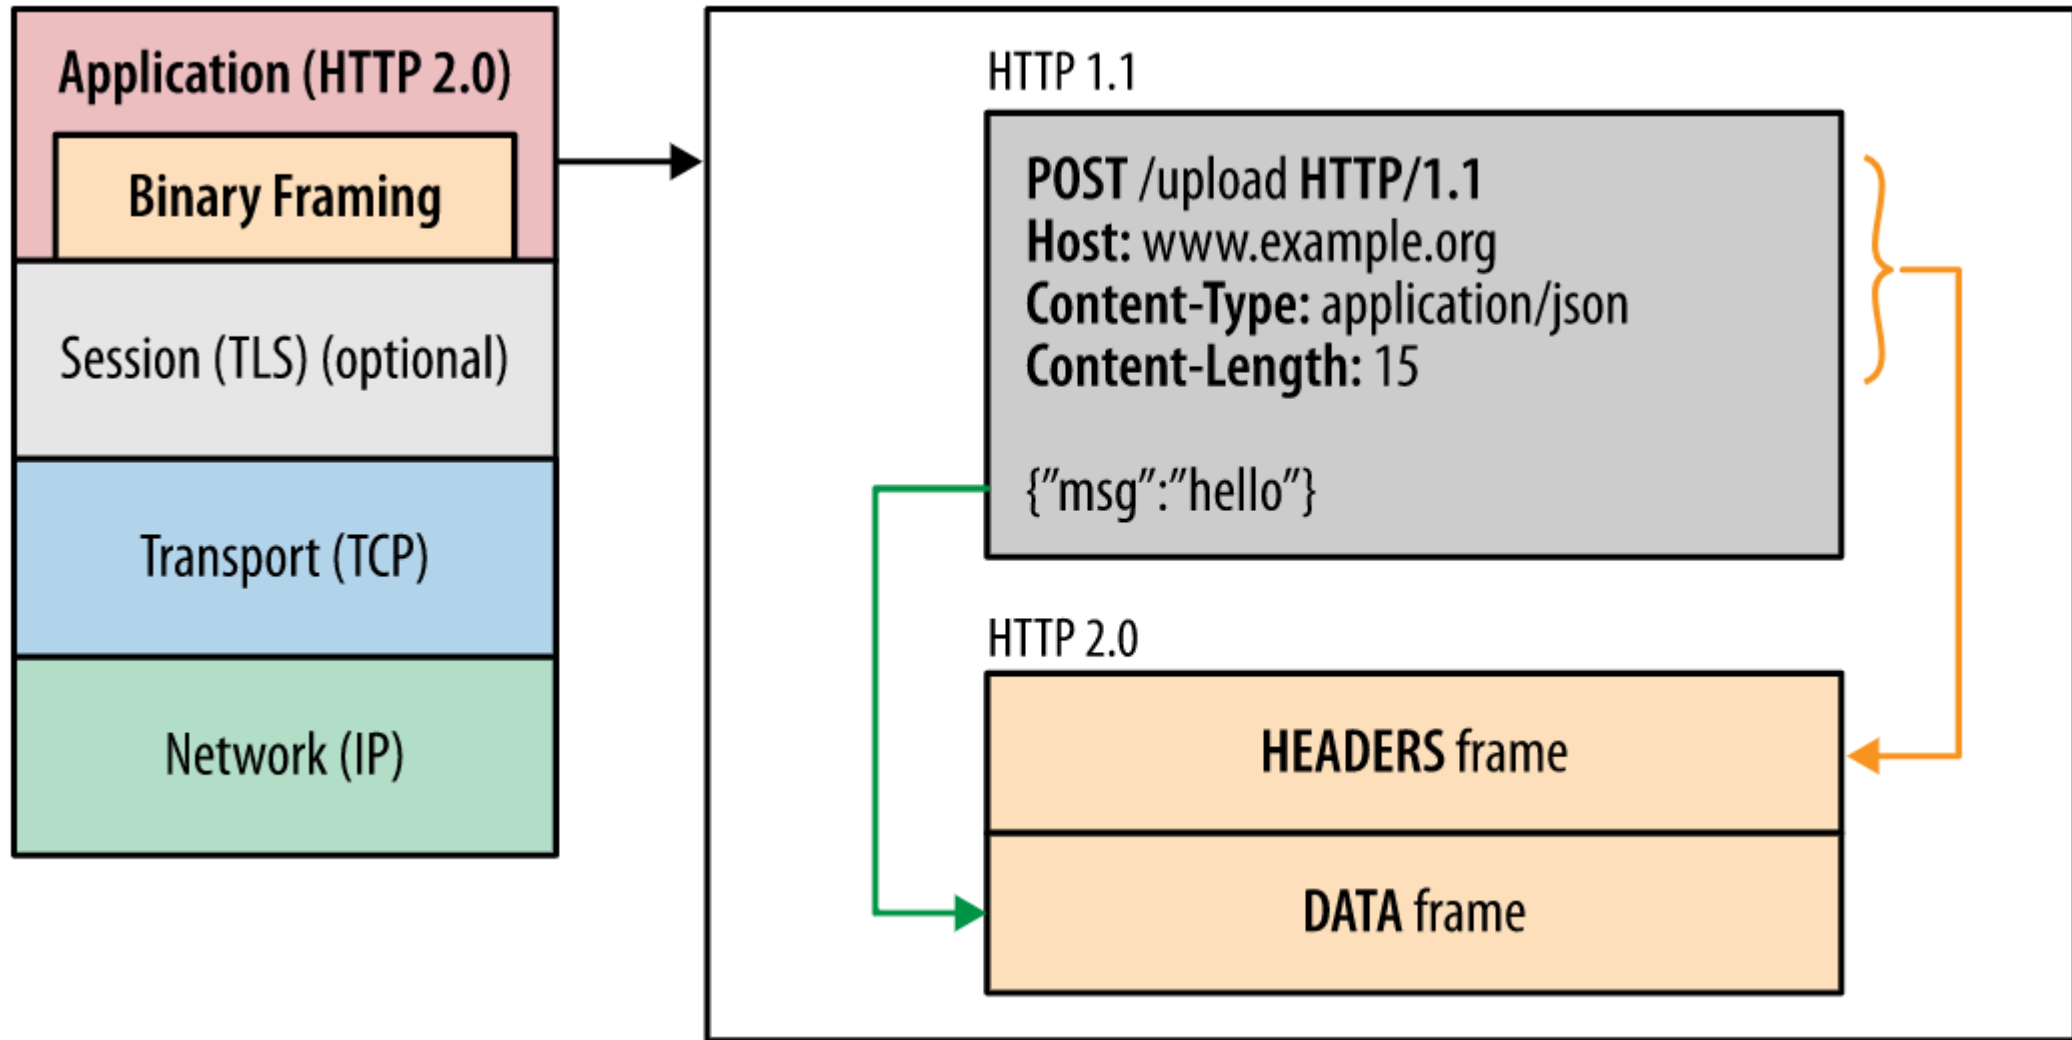 Application (HTTP 2.0)
Binary Framing
Session (TLS) (optional)
Transport (TCP)
Network (IP)
HTTP 1.1
POST /upload HTTP/1.1
Host: www.example.org
Content-Type: application/json
Content-Length: 15
{”msg”:”hello”}
HTTP 2.0
HEADERS frame
DATA frame